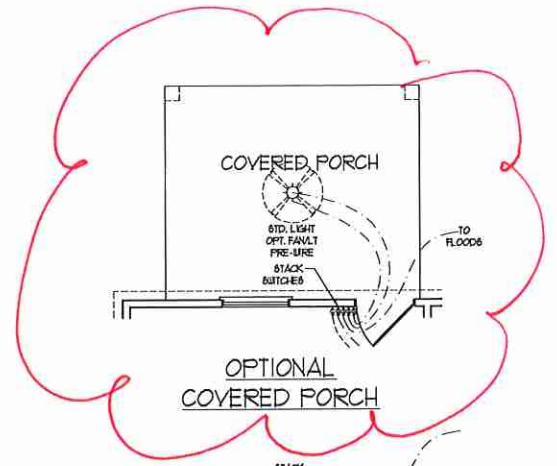 COVERED PORCH
STD. LIGHT
OPT. FAN/LT
PRE-WIRE
STACK
SWITCHES
TO
FLOODS
OPTIONAL
COVERED PORCH